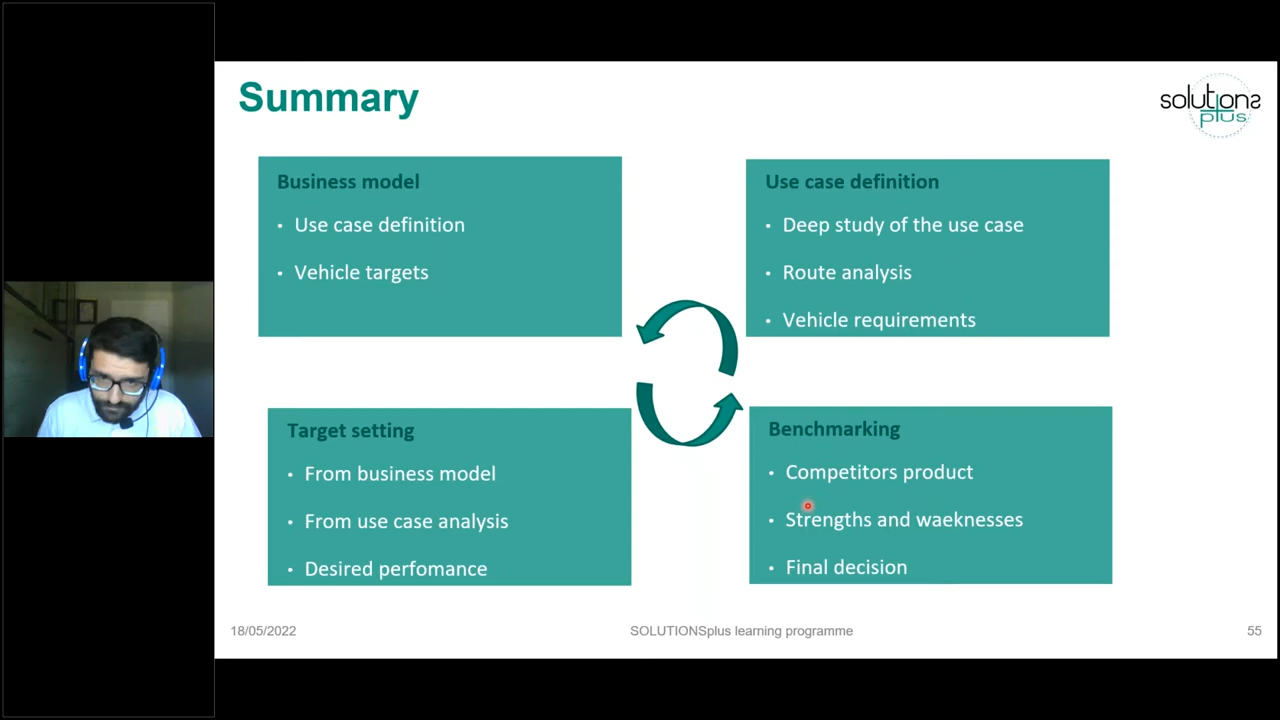 Summary
solutions
plus
Business model
• Use case definition
• Vehicle targets
Use case definition
• Deep study of the use case
• Route analysis
• Vehicle requirements
Target setting
• From business model
• From use case analysis
• Desired perfomance
Benchmarking
• Competitors product
• Strengths and waeknesses
• Final decision
18/05/2022
SOLUTIONSplus learning programme
55